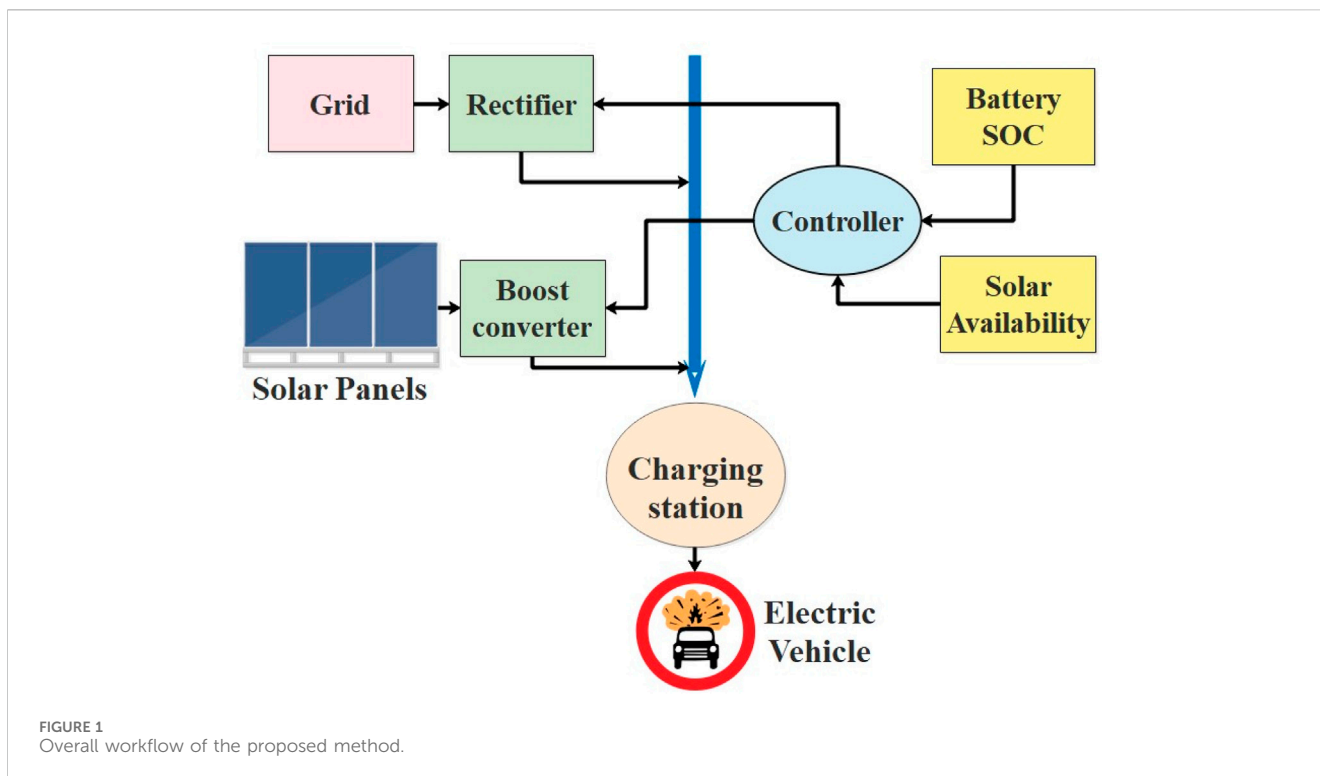 Grid
Rectifier
Battery
SOC
Controller
Boost
converter
Solar
Availability
Solar Panels
Charging
station
Electric
Vehicle
FIGURE 1
Overall workflow of the proposed method.